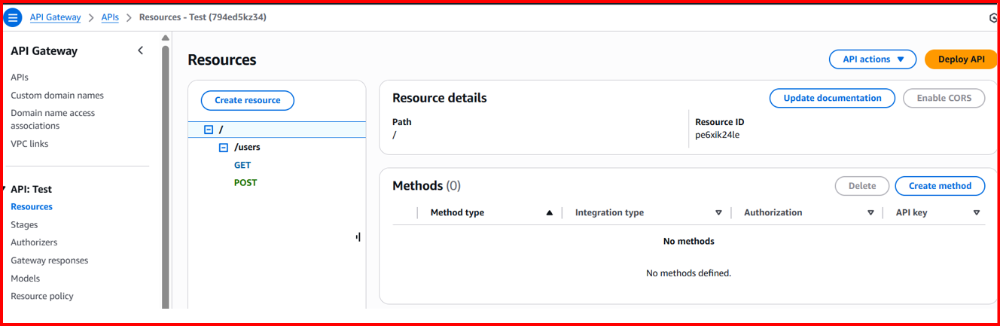 API Gateway > APIs > Resources - Test (794ed5kz34)
API Gateway
APIs
Custom domain names
Domain name access
associations
VPC links
API: Test
Resources
Stages
Authorizers
Gateway responses
Models
Resource policy
Resources
API actions
Deploy API
Create resource
/
/users
GET
POST
Resource details
Update documentation
Enable CORS
Path
/
Resource ID
pe6xik24le
Methods (0)
Delete
Create method
Method type
Integration type
Authorization
API key
No methods
No methods defined.